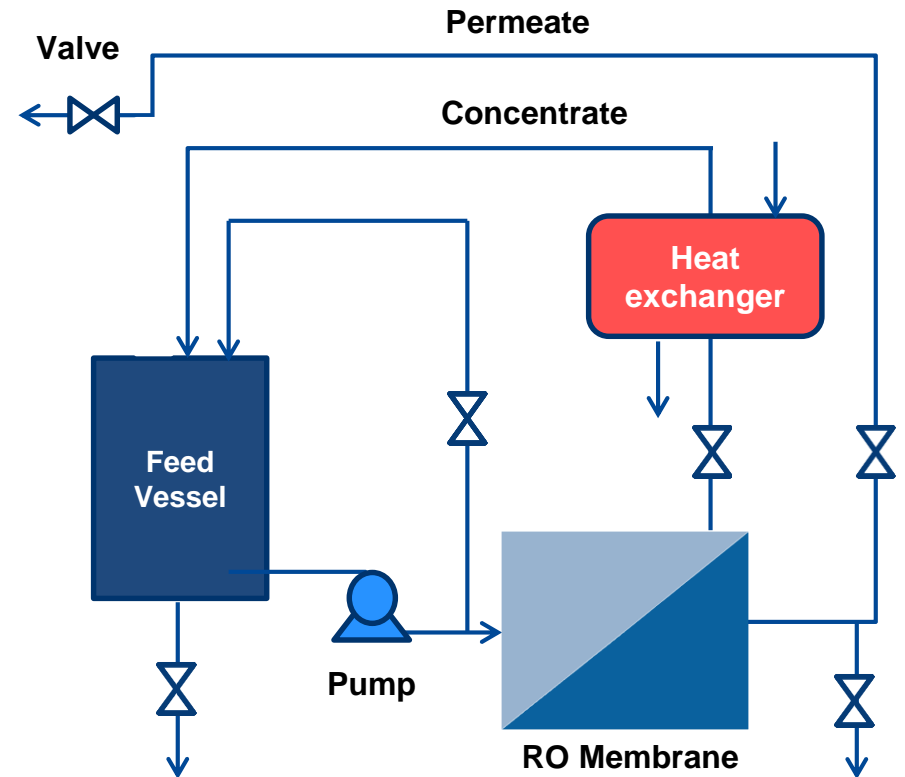 Permeate
Valve
Concentrate
Heat
exchanger
Feed
Vessel
Pump
RO Membrane